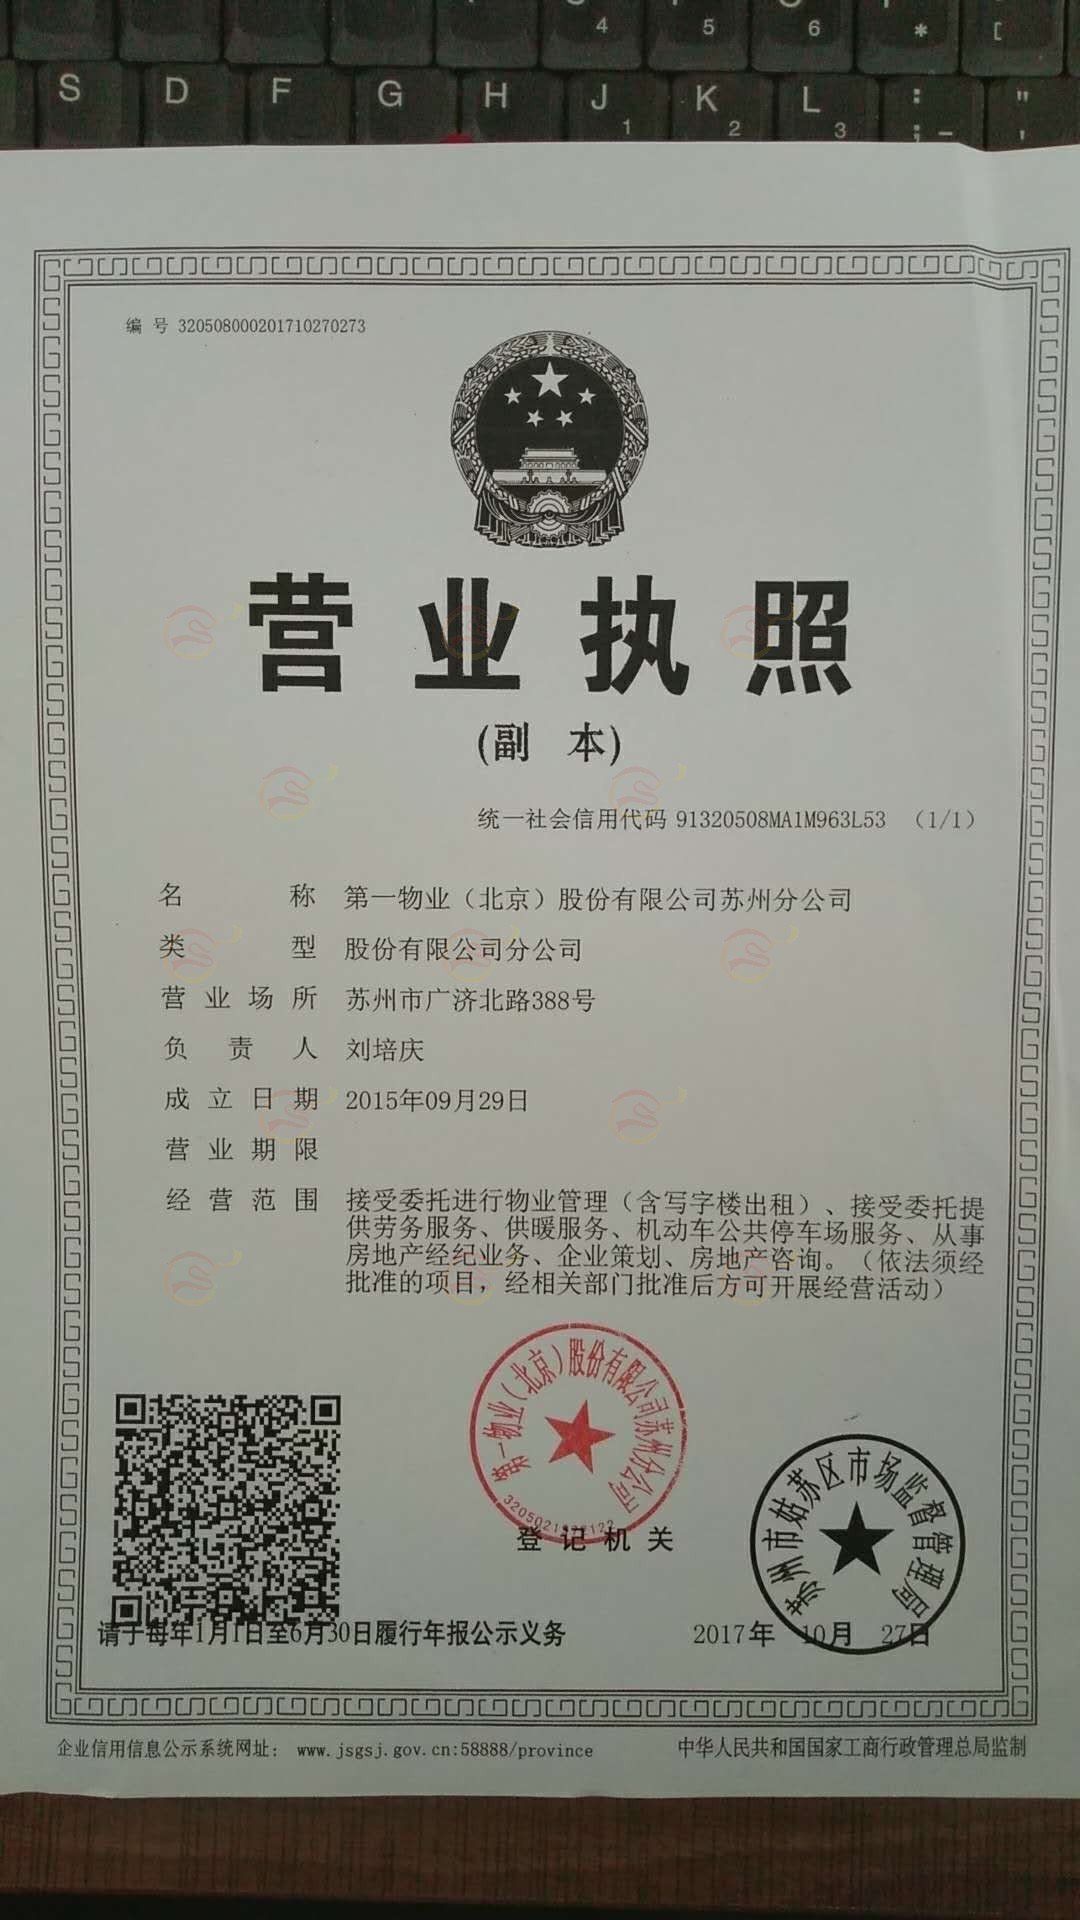 4 5 6 * [
S D F G H J K L : "
1 2 3 ; - '
编 号 320508000201710270273
营业执照
(副 本)
统一社会信用代码 91320508MA1M963L53 （1/1）
名 称 第一物业（北京）股份有限公司苏州分公司
类 型 股份有限公司分公司
营业场所 苏州市广济北路388号
负 责 人 刘培庆
成立日期 2015年09月29日
营业期限
经营范围 接受委托进行物业管理（含写字楼出租）、接受委托提
供劳务服务、供暖服务、机动车公共停车场服务、从事
房地产经纪业务、企业策划、房地产咨询。（依法须经
批准的项目，经相关部门批准后方可开展经营活动）
第一物业（北京）股份有限公司苏州分公司
登记机关
苏州市姑苏区市场监督管理局
请于每年1月1日至6月30日履行年报公示义务
2017年 10月 27日
企业信用信息公示系统网址： www.jsgsj.gov.cn:58888/province
中华人民共和国国家工商行政管理总局监制